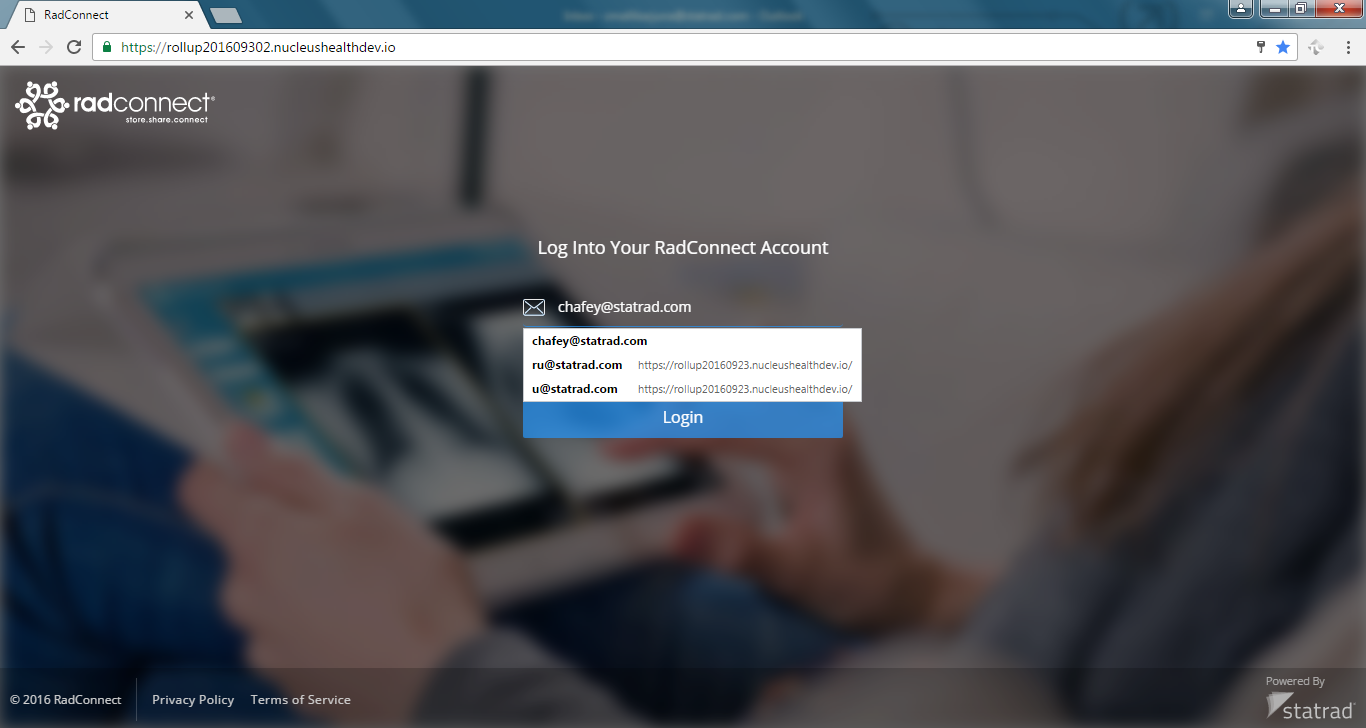 RadConnect
https://rollup201609302.nucleushealthdev.io
radconnect®
store.share.connect
Log Into Your RadConnect Account
chafey@statrad.com
chafey@statrad.com
ru@statrad.com https://rollup20160923.nucleushealthdev.io/
u@statrad.com https://rollup20160923.nucleushealthdev.io/
Login
© 2016 RadConnect
Privacy Policy
Terms of Service
Powered By
statrad